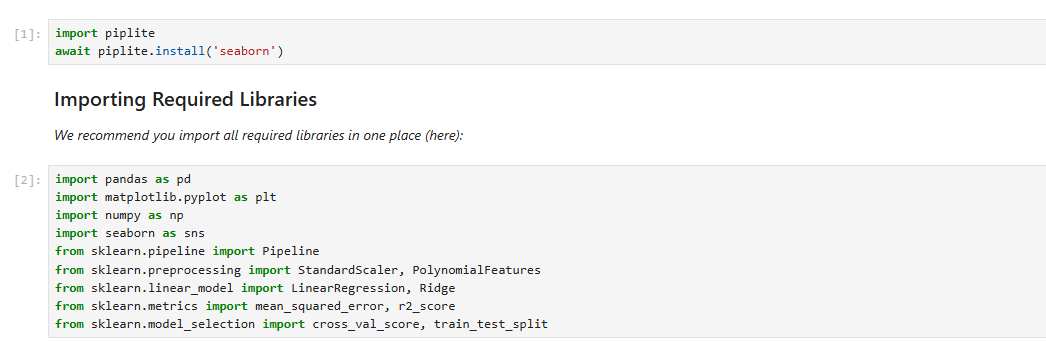 [1]: import piplite
await piplite.install('seaborn')
Importing Required Libraries
We recommend you import all required libraries in one place (here):
[2]: import pandas as pd
import matplotlib.pyplot as plt
import numpy as np
import seaborn as sns
from sklearn.pipeline import Pipeline
from sklearn.preprocessing import StandardScaler, PolynomialFeatures
from sklearn.linear_model import LinearRegression, Ridge
from sklearn.metrics import mean_squared_error, r2_score
from sklearn.model_selection import cross_val_score, train_test_split